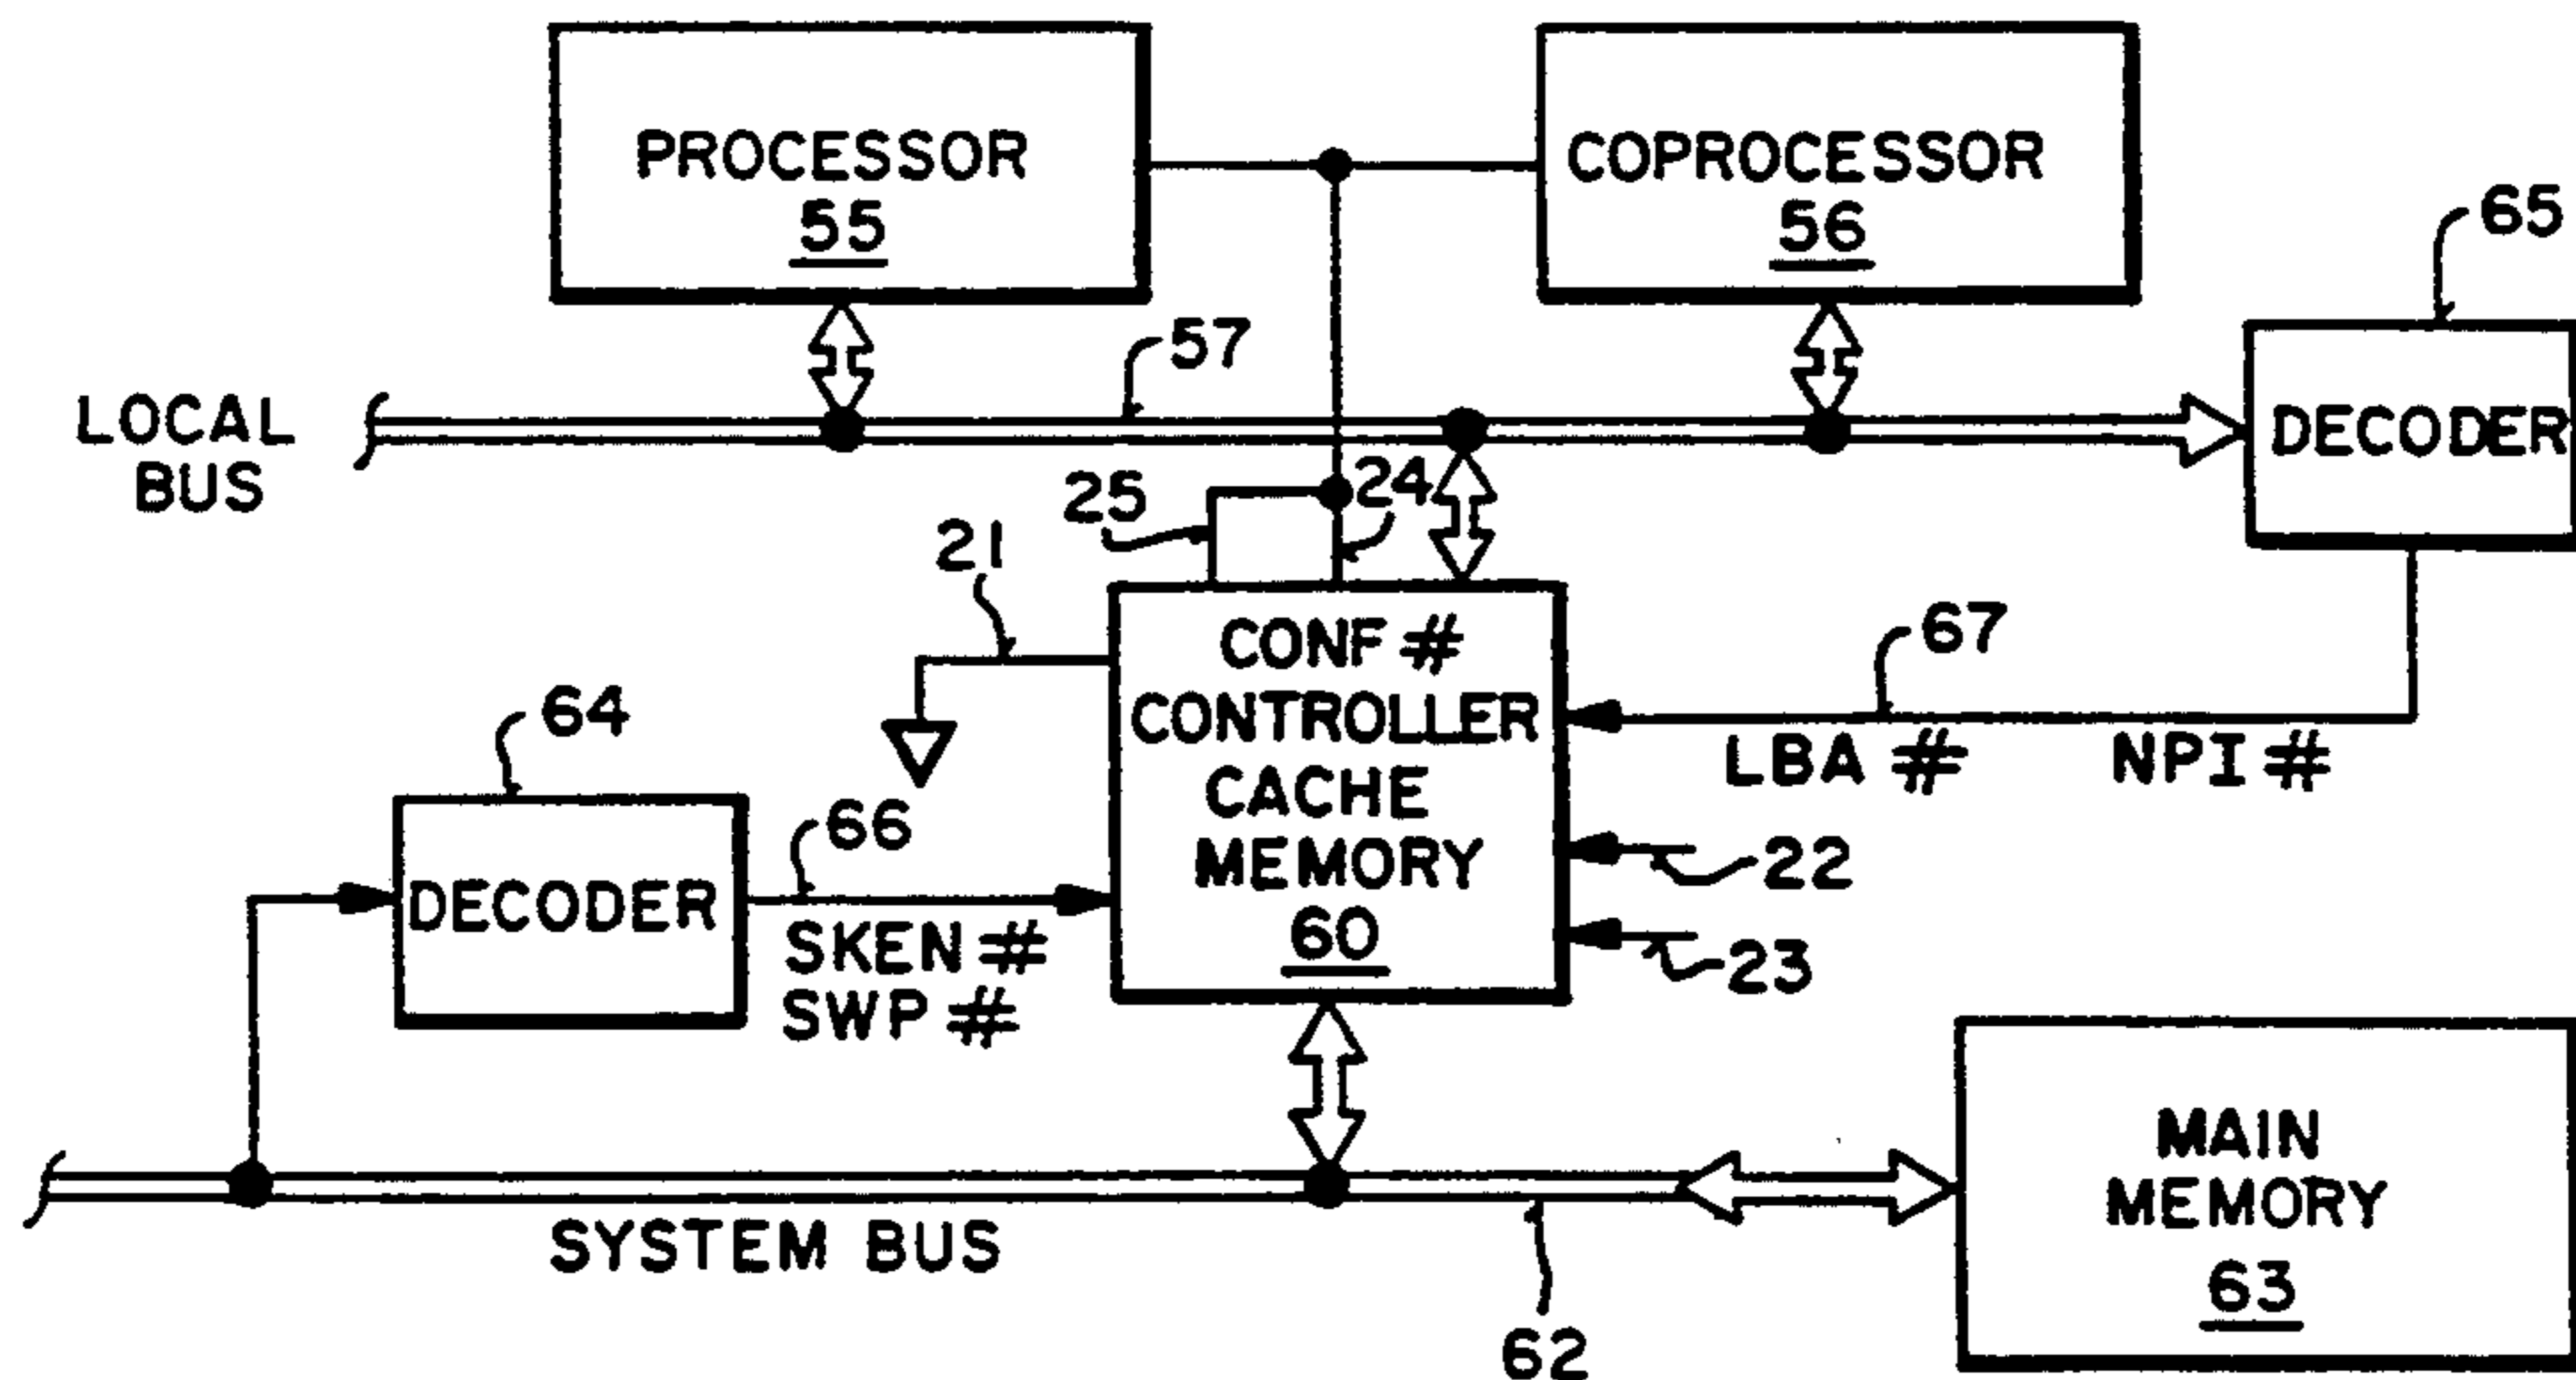 PROCESSOR
55
COPROCESSOR
56
65
57
LOCAL
BUS
DECODER
25
24
21
CONF #
CONTROLLER
CACHE
MEMORY
60
67
LBA # NPI #
64
66
DECODER
SKEN #
SWP #
22
23
SYSTEM BUS
62
MAIN
MEMORY
63